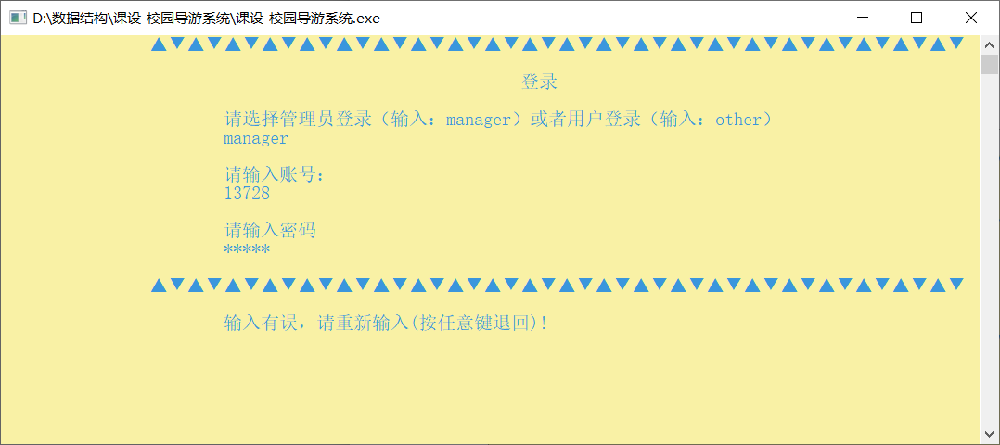 D:\数据结构\课设-校园导游系统\课设-校园导游系统.exe
▲▼▲▼▲▼▲▼▲▼▲▼▲▼▲▼▲▼▲▼▲▼▲▼▲▼▲▼▲▼▲▼▲▼▲▼▲▼▲▼▲▼▲▼
登录
请选择管理员登录（输入：manager）或者用户登录（输入：other）
manager
请输入账号：
13728
请输入密码
*****
▲▼▲▼▲▼▲▼▲▼▲▼▲▼▲▼▲▼▲▼▲▼▲▼▲▼▲▼▲▼▲▼▲▼▲▼▲▼▲▼▲▼▲▼
输入有误，请重新输入(按任意键退回)!